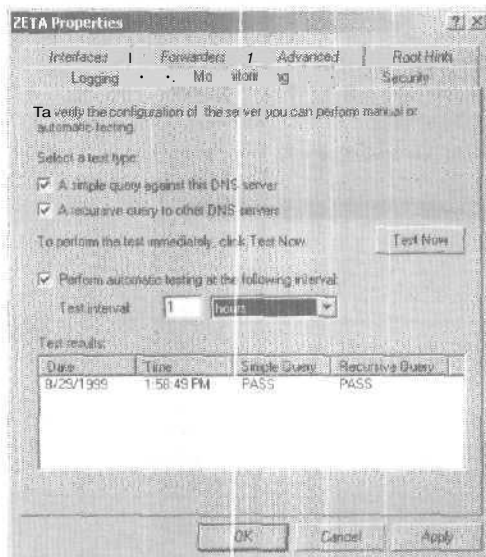 ZETA Properties
Interfaces Forwarders Advanced Root Hints
Logging Monitoring Security
Ta verify the configuration of the server you can perform manual or
automatic testing.
Select a test type:
A simple query against this DNS server
A recursive query to other DNS servers
To perform the test immediately, click Test Now. Test Now
Perform automatic testing at the following interval:
Test interval: 1 hours
Test results:
Date Time Simple Query Recursive Query
8/29/1999 1:58:49 PM PASS PASS
OK Cancel Apply